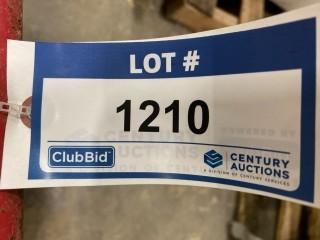 LOT #
1210
ClubBid
CENTURY
AUCTIONS
A DIVISION OF CENTURY SERVICES